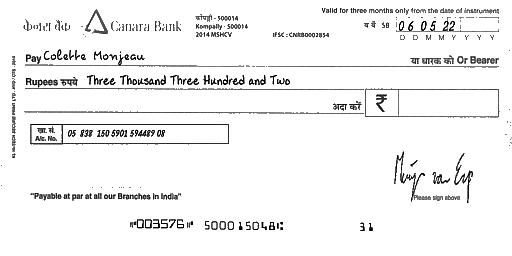 Valid for three months only from the date of instrument
केनरा बैंक Canara Bank
कोंपल्ली - 500014
Kompally - 500014
2014 MSHCV
IFSC : CNRB0002854
SB 06 05 22
D D M M Y Y Y Y
Pay Colette Monjeau
या धारक को Or Bearer
Rupees रुपये Three Thousand Three Hundred and Two
अदा करें ₹
खा. सं.
A/c. No. 05 838 150 5901 594489 08
Please sign above
"Payable at par at all our Branches in India"
⑈003576⑈ 500015048⑆ 31